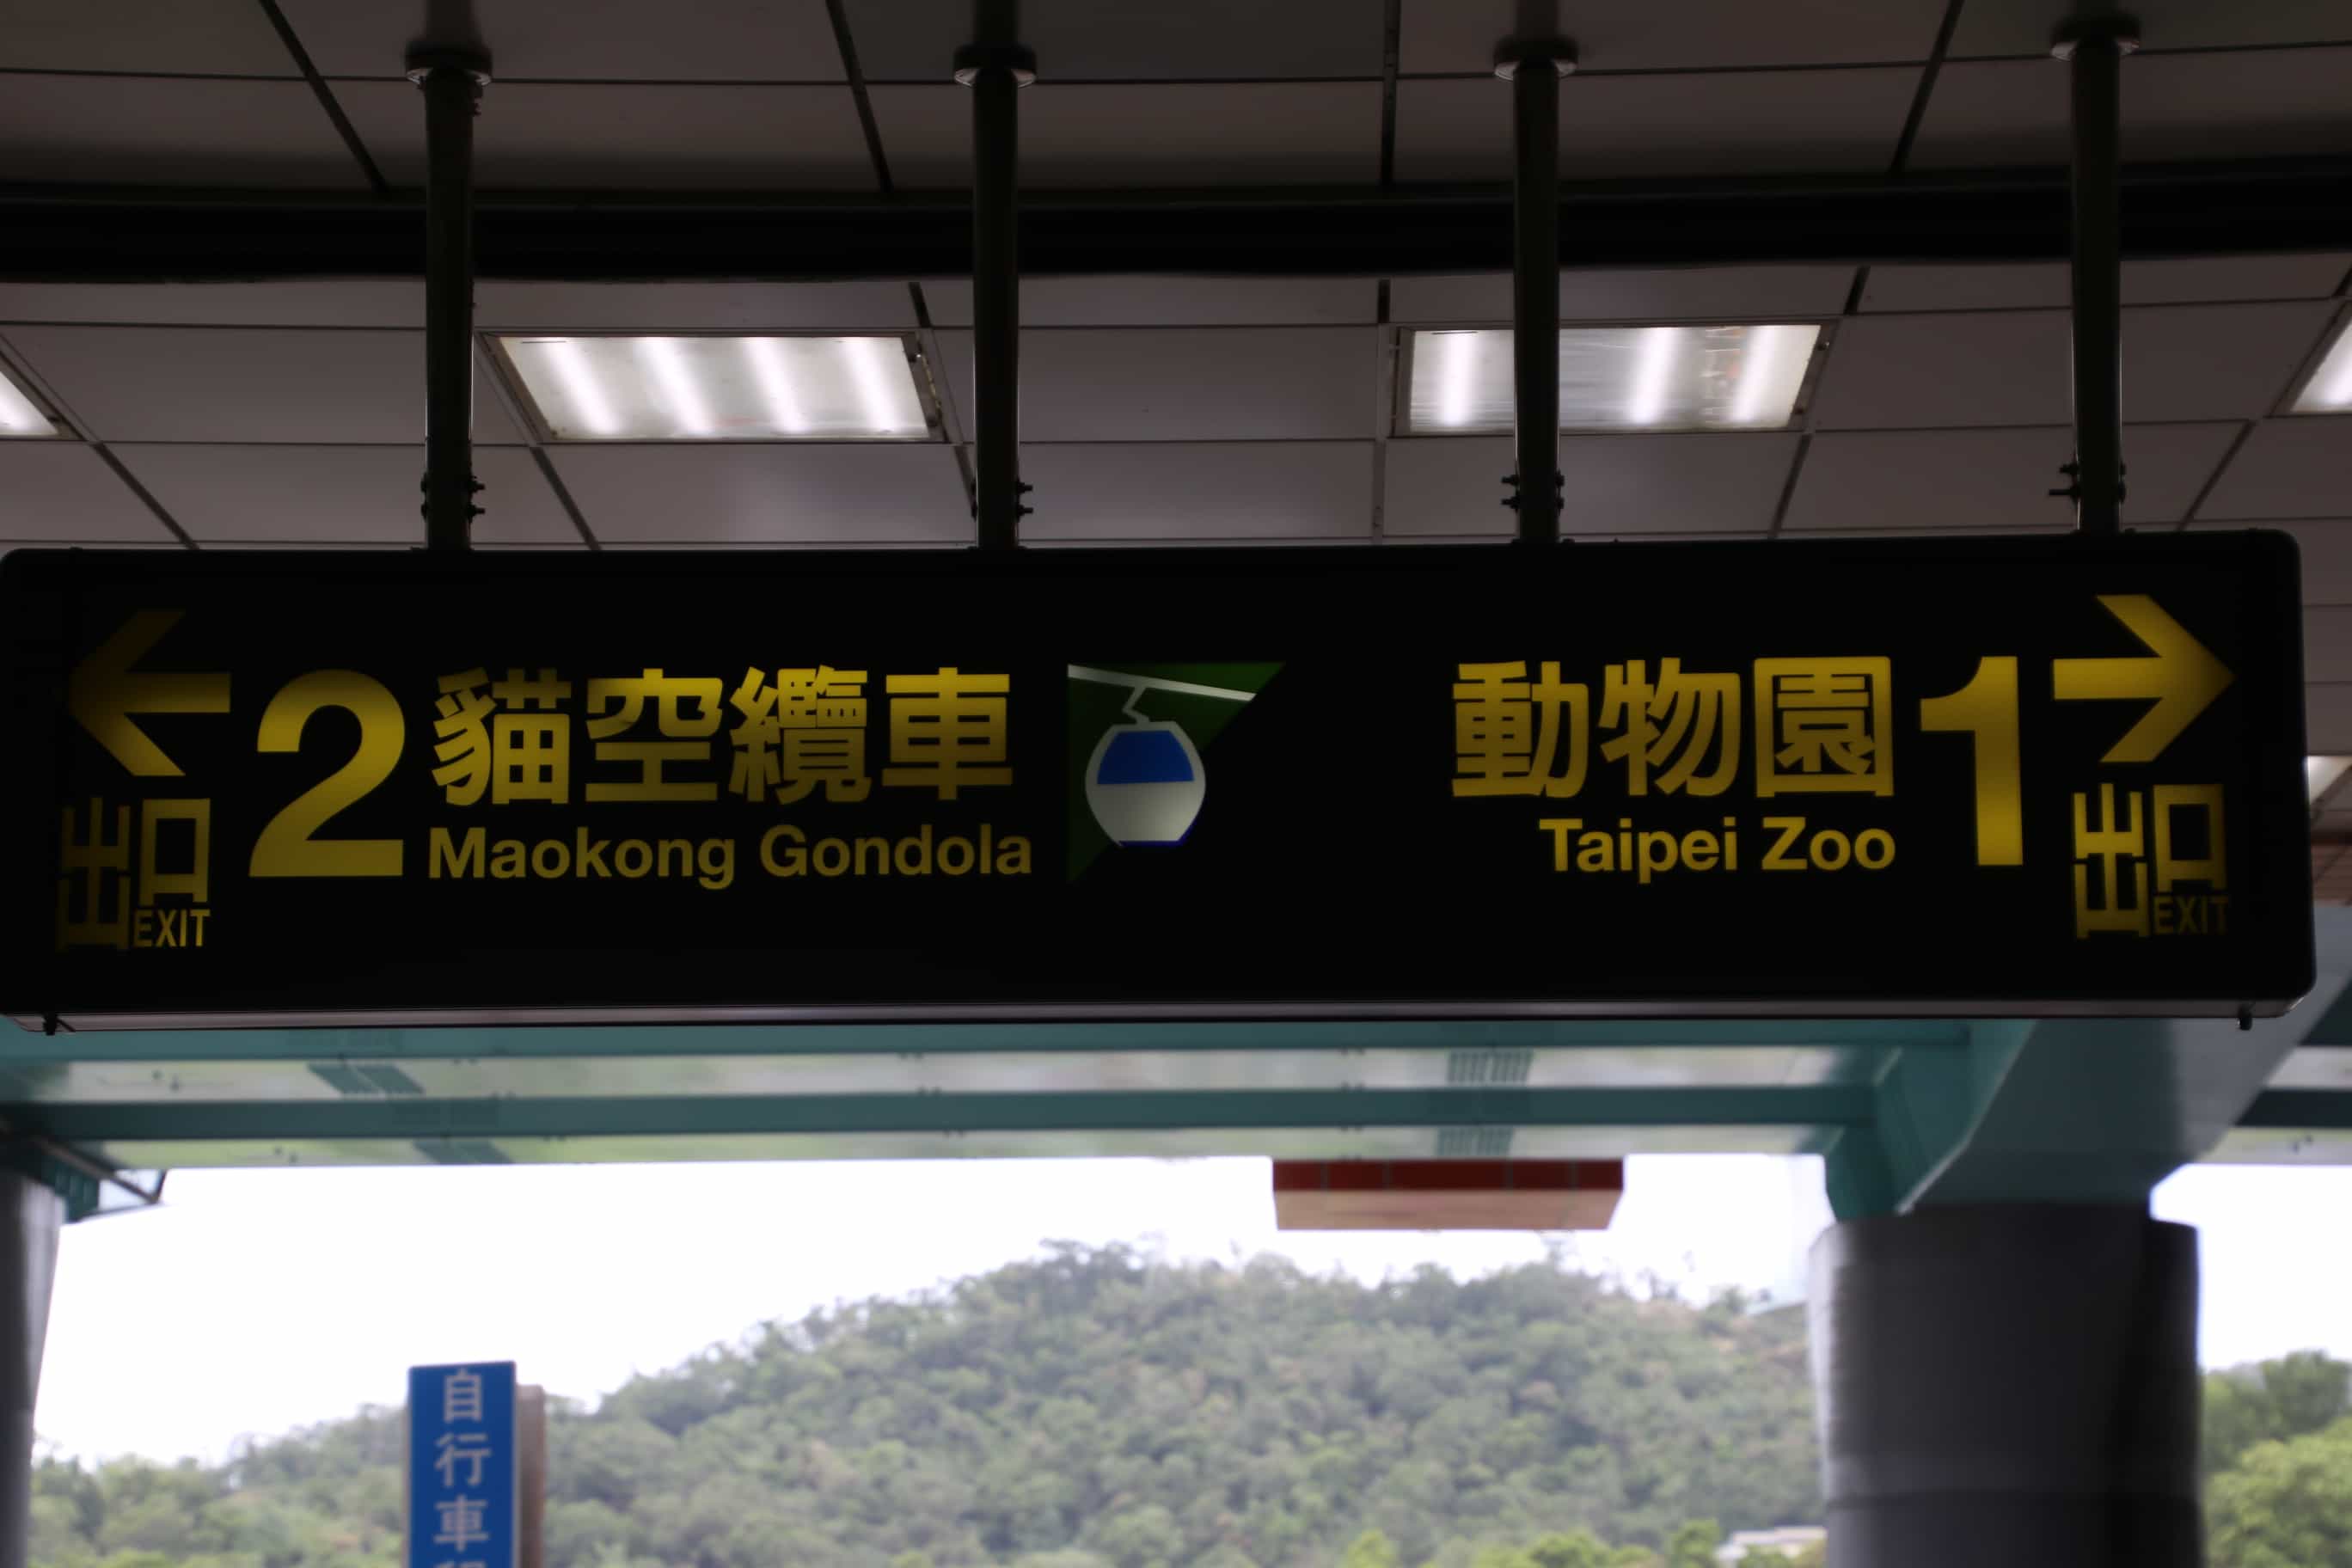 2 貓空纜車
Maokong Gondola
出口
EXIT
動物園 1
Taipei Zoo
出口
EXIT
自行車